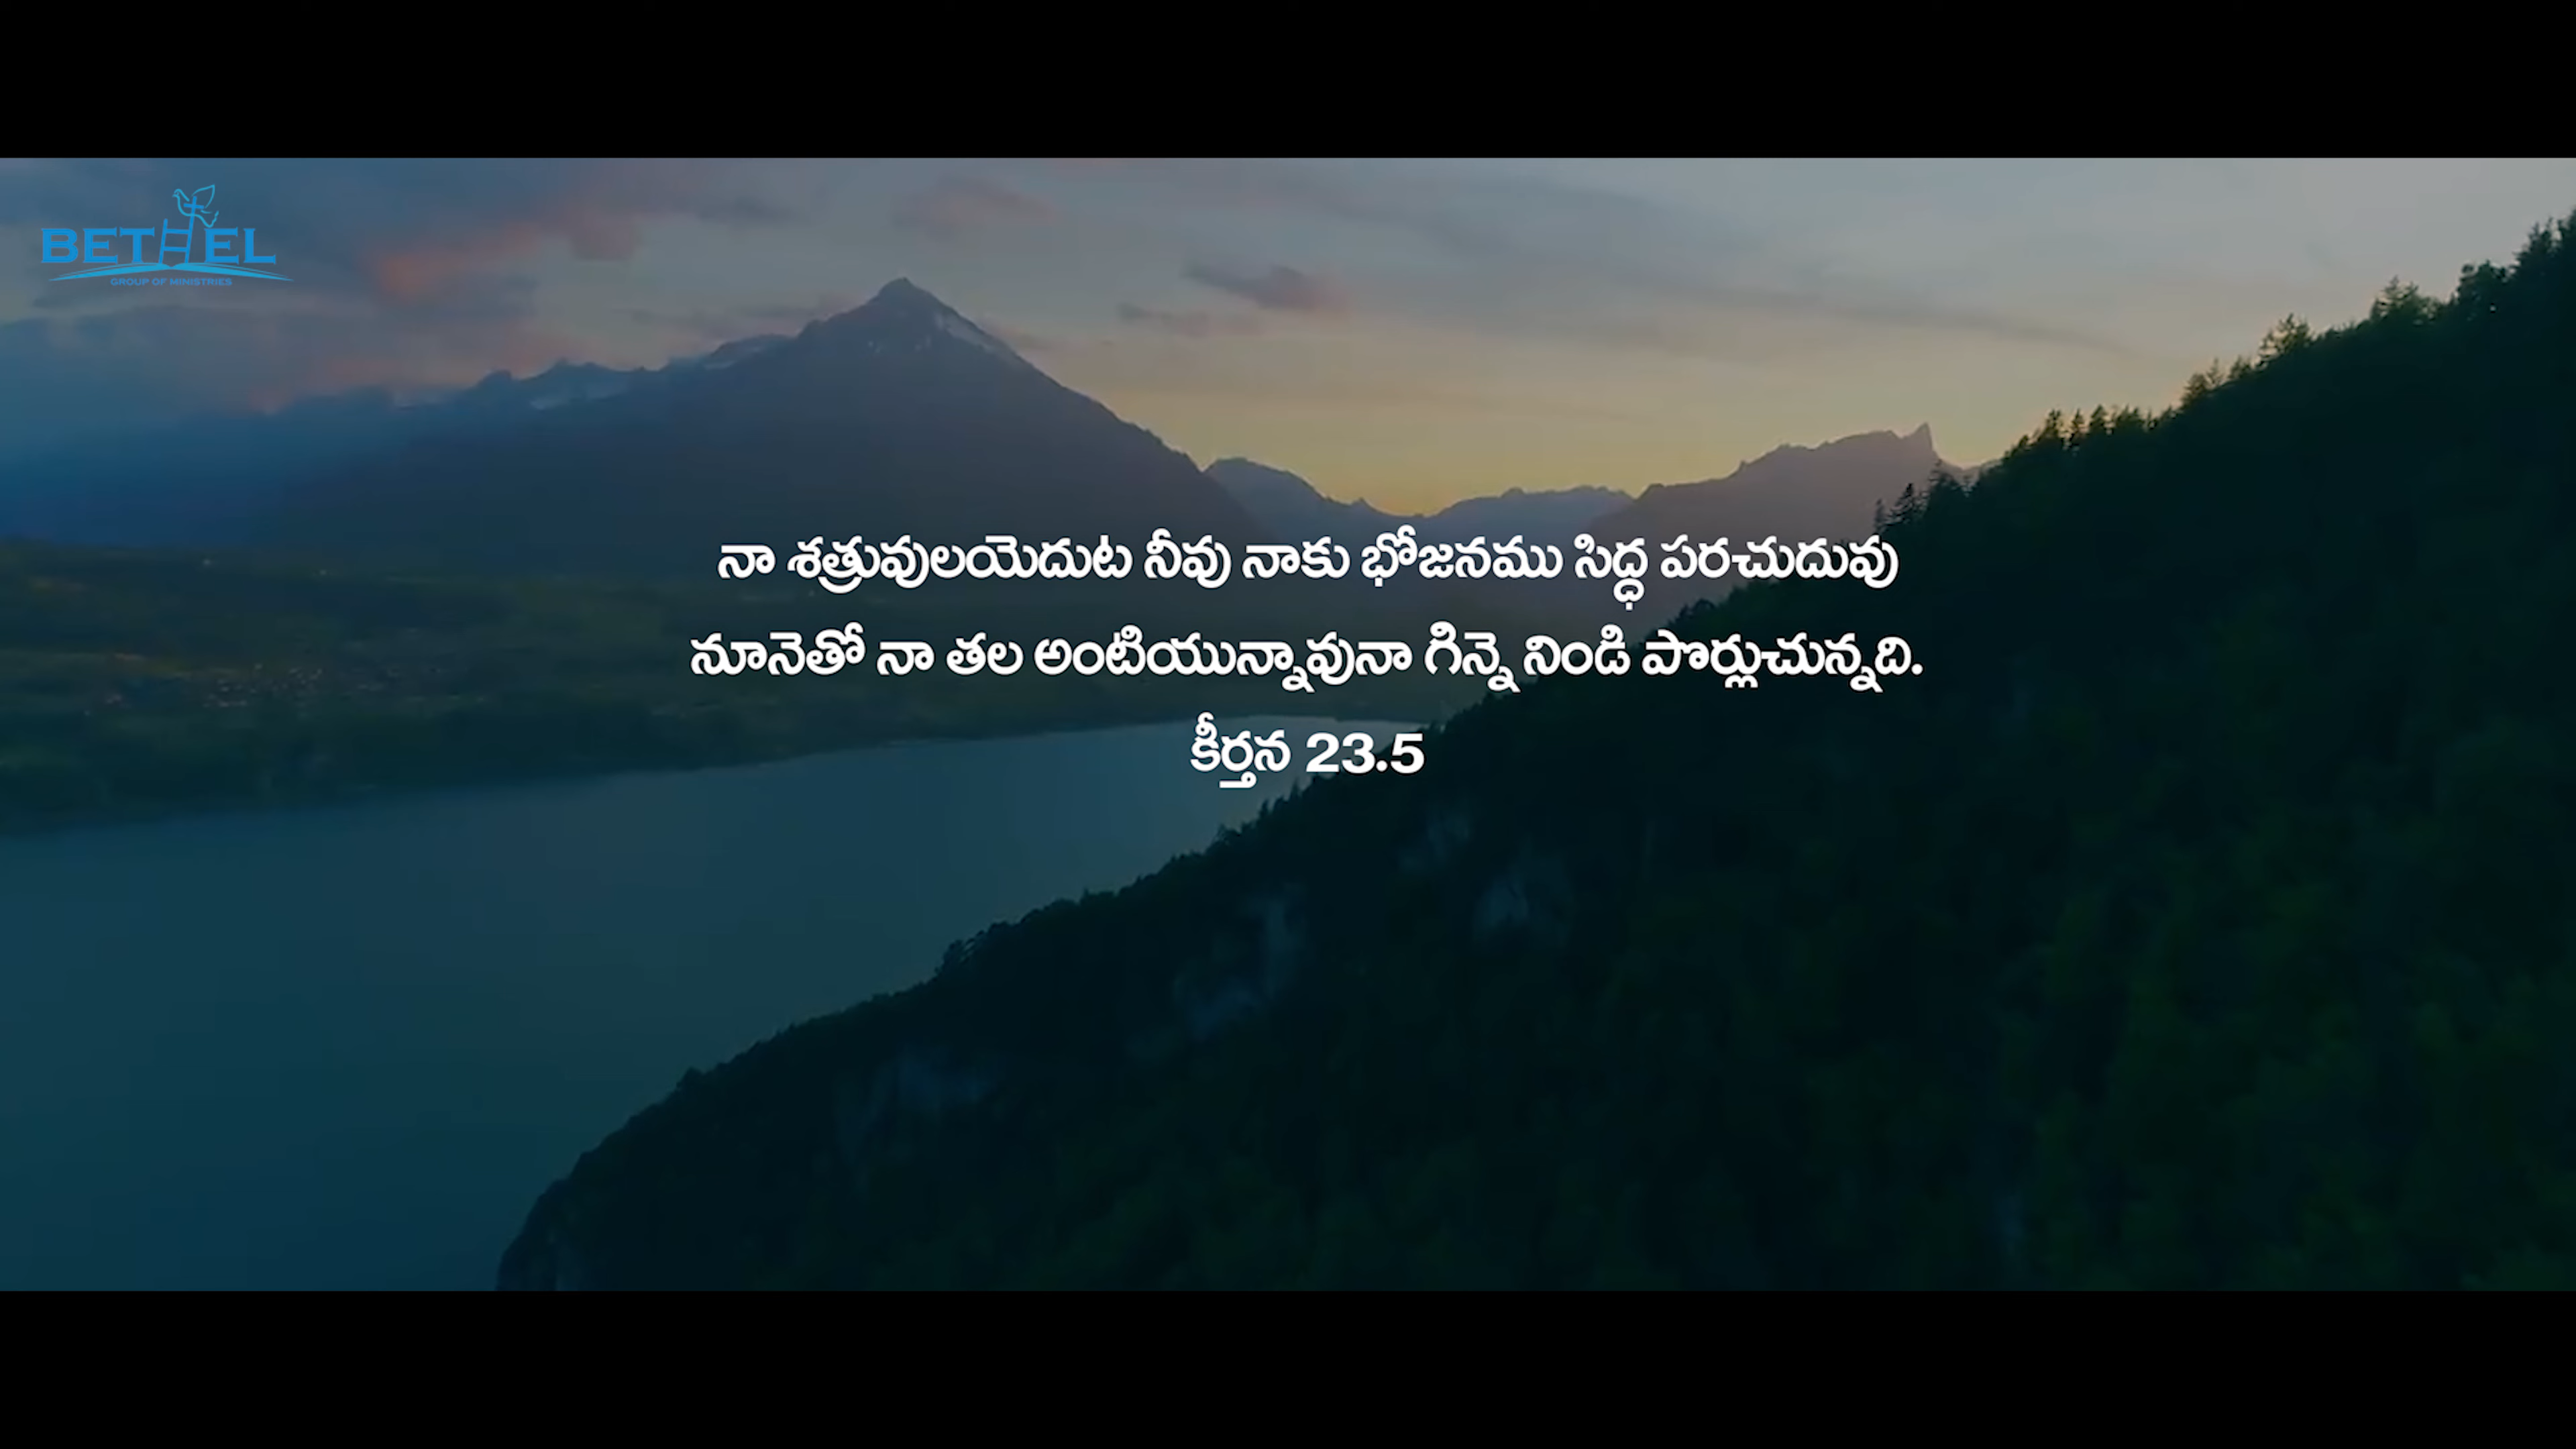 BETHEL
GROUP OF MINISTRIES
నా శత్రువులయెదుట నీవు నాకు భోజనము సిద్ధ పరచుదువు
నూనెతో నా తల అంటియున్నావునా గిన్నె నిండి పొర్లుచున్నది.
కీర్తన 23.5